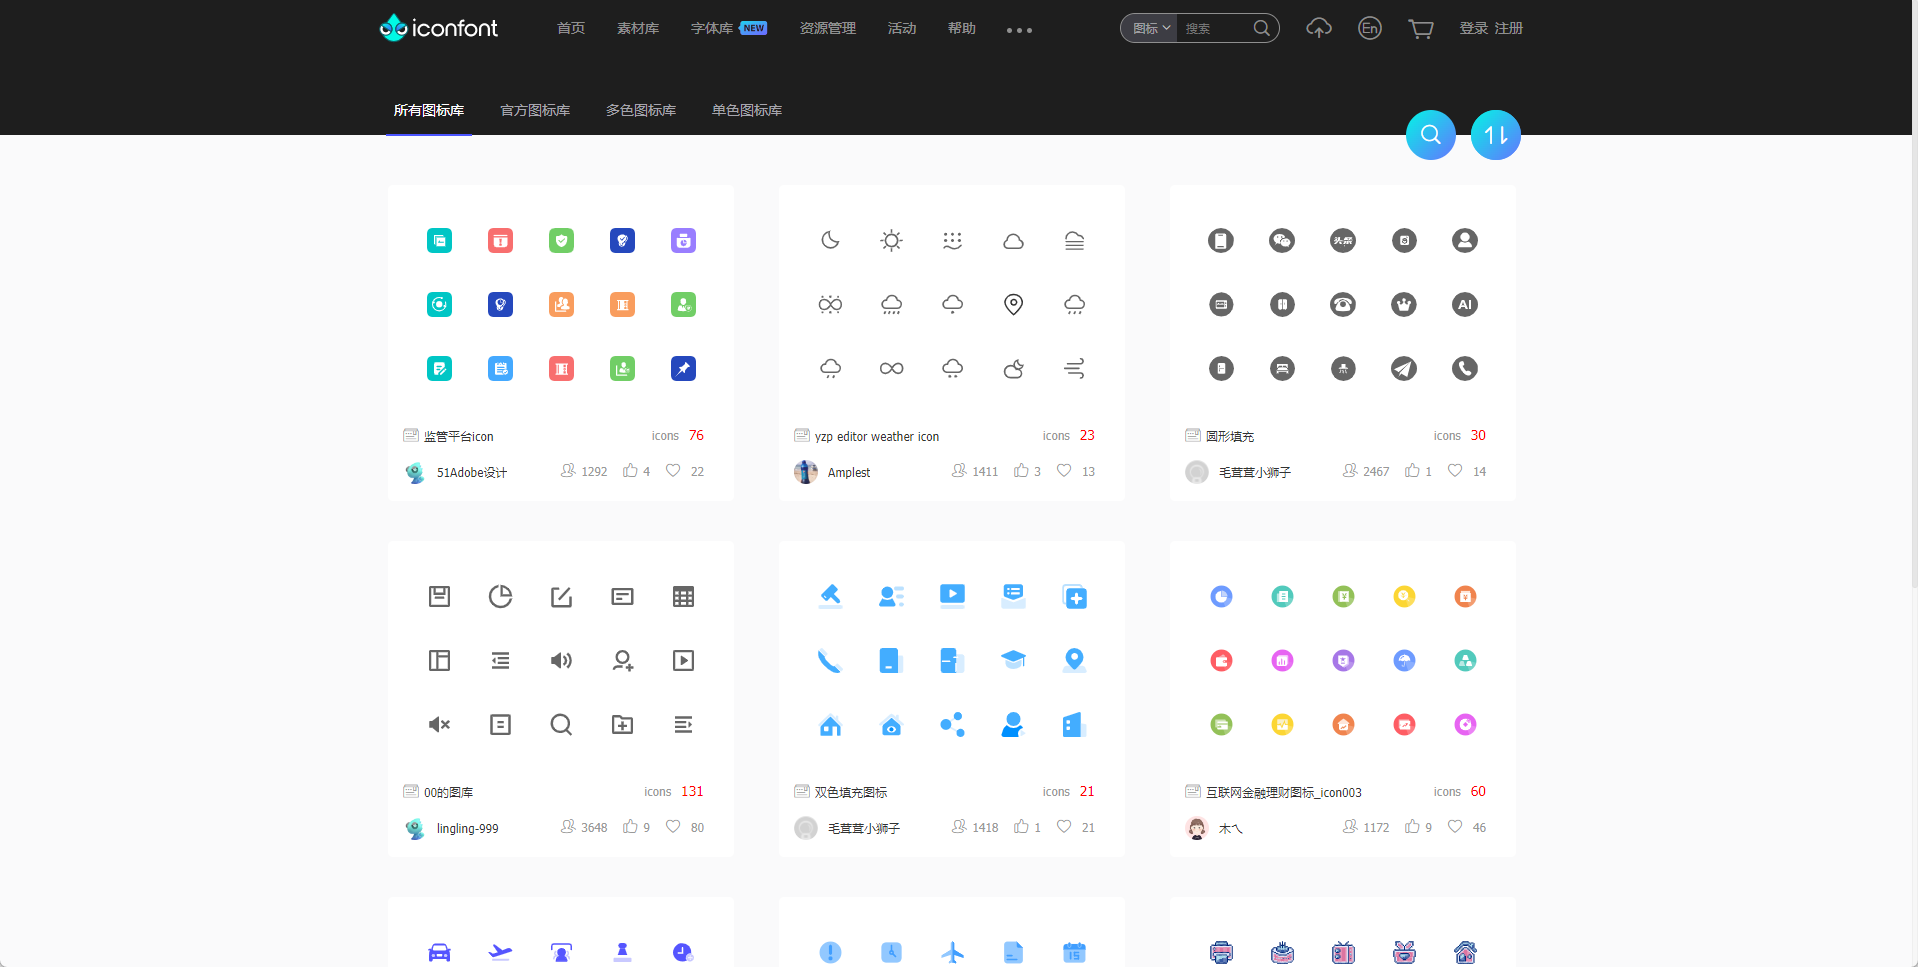 iconfont 首页 素材库 字体库 NEW 资源管理 活动 帮助 图标 搜索 En 登录 注册
所有图标库 官方图标库 多色图标库 单色图标库
头条
AI
监管平台icon icons 76
51Adobe设计 1292 4 22
yzp editor weather icon icons 23
Amplest 1411 3 13
圆形填充 icons 30
毛茸茸小狮子 2467 1 14
00的图库 icons 131
lingling-999 3648 9 80
双色填充图标 icons 21
毛茸茸小狮子 1418 1 21
互联网金融理财图标_icon003 icons 60
木乀 1172 9 46
15